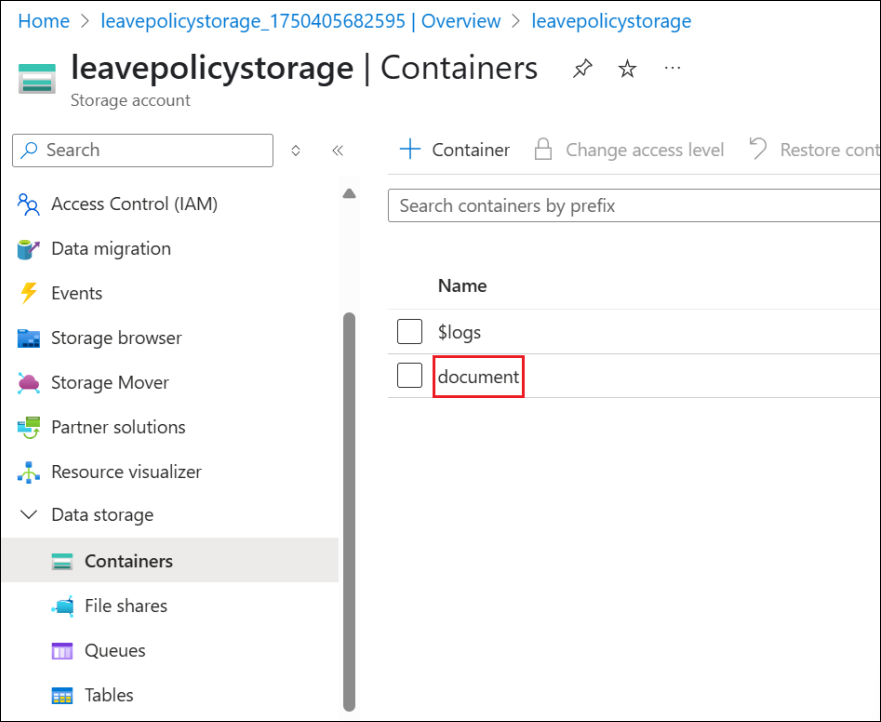 Home > leavepolicystorage_1750405682595 | Overview > leavepolicystorage
leavepolicystorage | Containers ...
Storage account
Search
Access Control (IAM)
Data migration
Events
Storage browser
Storage Mover
Partner solutions
Resource visualizer
Data storage
Containers
File shares
Queues
Tables
+ Container Change access level Restore cont
Search containers by prefix
Name
$logs
document